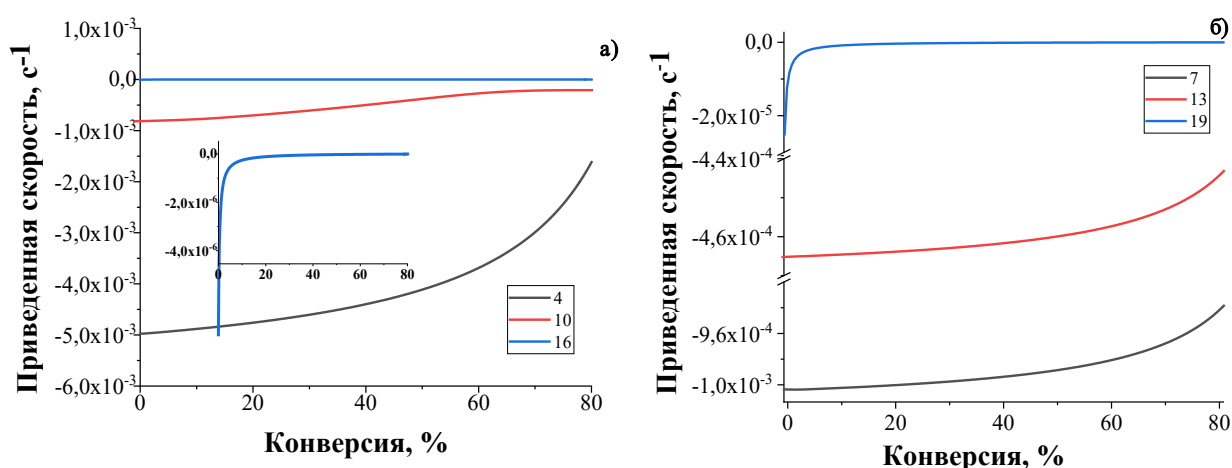 а)
Приведенная скорость, с-1
1,0x10-3
0,0
-1,0x10-3
-2,0x10-3
-3,0x10-3
-4,0x10-3
-5,0x10-3
-6,0x10-3
0 20 40 60 80
Конверсия, %
0,0
-2,0x10-6
-4,0x10-6
0 20 40 60 80
4
10
16
б)
Приведенная скорость, с-1
0,0
-2,0x10-5
-4,4x10-4
-4,6x10-4
-9,6x10-4
-1,0x10-3
0 20 40 60 80
Конверсия, %
7
13
19